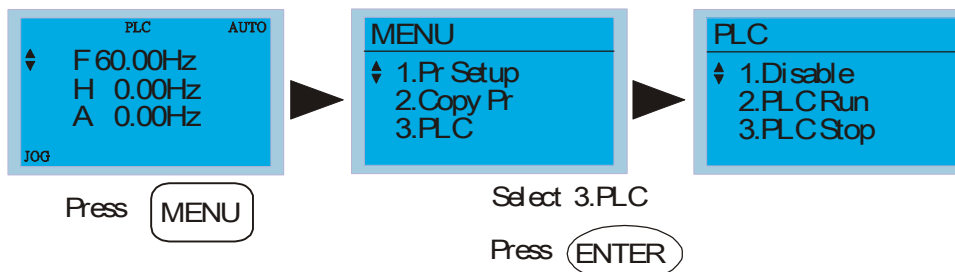 PLC AUTO
F 60.00Hz
H 0.00Hz
A 0.00Hz
JOG
Press MENU
MENU
1.Pr Setup
2.Copy Pr
3.PLC
Select 3.PLC
Press ENTER
PLC
1.Disable
2.PLC Run
3.PLC Stop